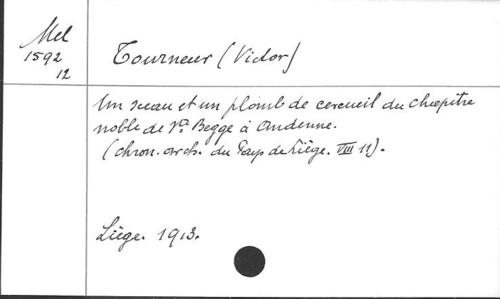 Mel
1592
12
Tourneur (Victor)
Un sceau et un plomb de cercueil du chapitre
noble de Ste Begge à Andenne.
(Chron. arch. du Pays de Liège. VIII 11).
Liège. 1913.